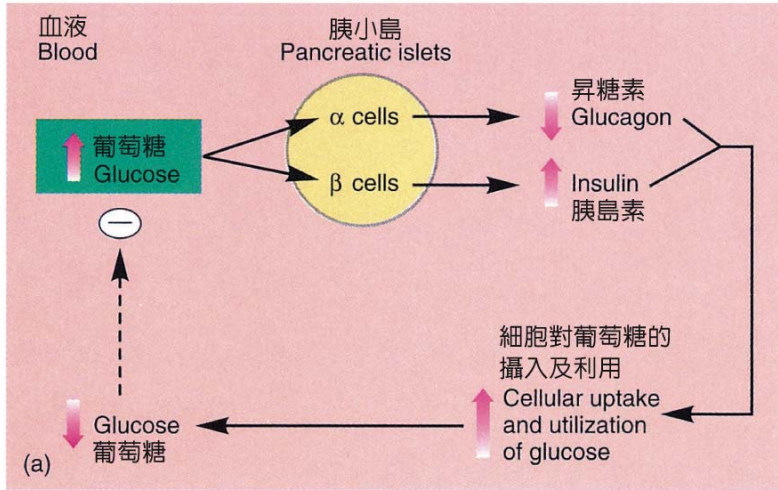 血液
Blood
胰小島
Pancreatic islets
葡萄糖
Glucose
α cells
β cells
昇糖素
Glucagon
Insulin
胰島素
−
細胞對葡萄糖的
攝入及利用
Cellular uptake
and utilization
of glucose
Glucose
葡萄糖
(a)